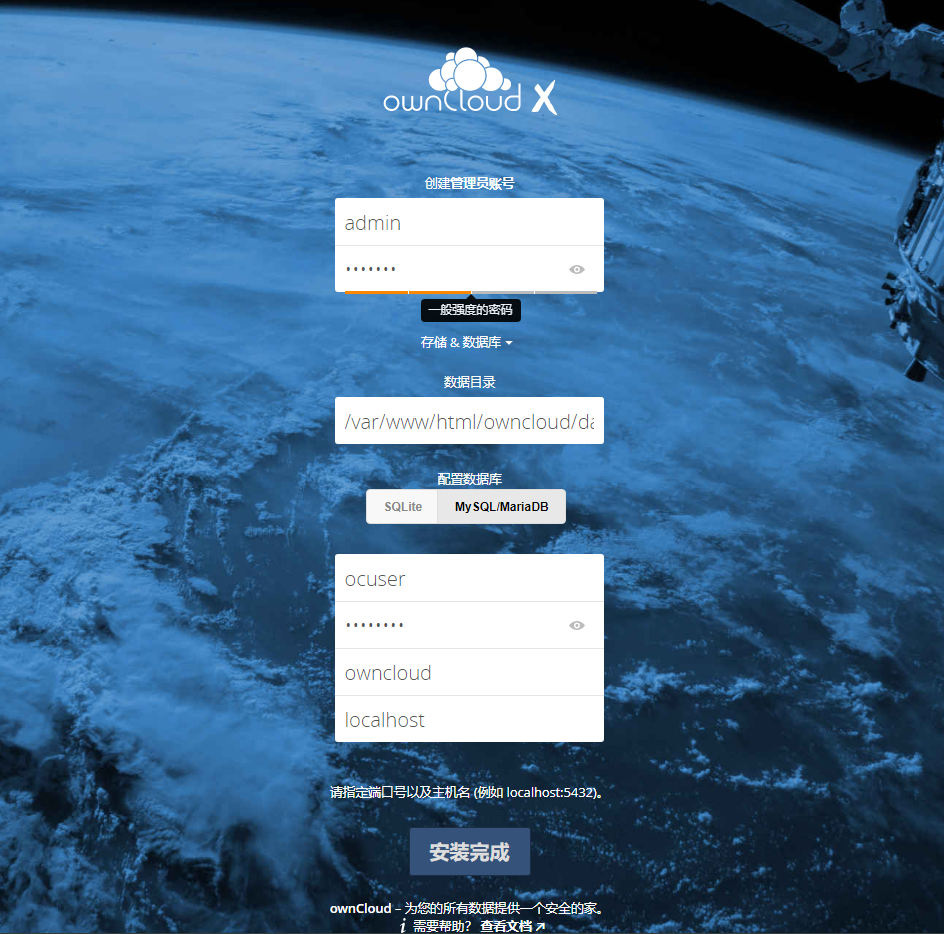 ownCloud X
创建管理员账号
admin
•••••••
一般强度的密码
存储 & 数据库
数据目录
/var/www/html/owncloud/da
配置数据库
SQLite MySQL/MariaDB
ocuser
••••••••
owncloud
localhost
请指定端口号以及主机名 (例如 localhost:5432)。
安装完成
ownCloud – 为您的所有数据提供一个安全的家。
i 需要帮助？ 查看文档 ↗